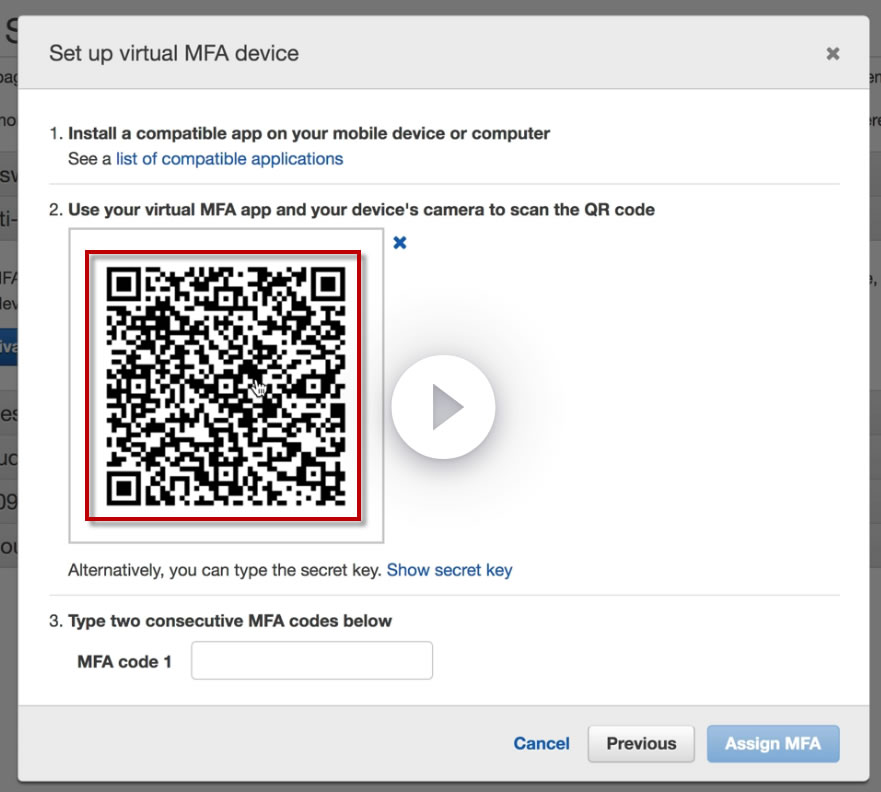 Set up virtual MFA device
1. Install a compatible app on your mobile device or computer
See a list of compatible applications
2. Use your virtual MFA app and your device's camera to scan the QR code
Alternatively, you can type the secret key. Show secret key
3. Type two consecutive MFA codes below
MFA code 1
Cancel Previous Assign MFA